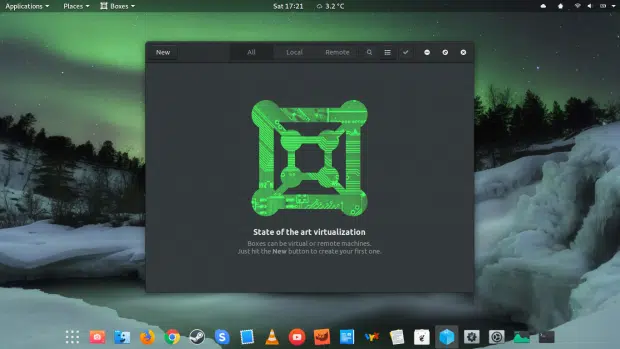 Applications Places Boxes Sat 17:21 3.2 °C
New All Local Remote
State of the art virtualization
Boxes can be virtual or remote machines.
Just hit the New button to create your first one.